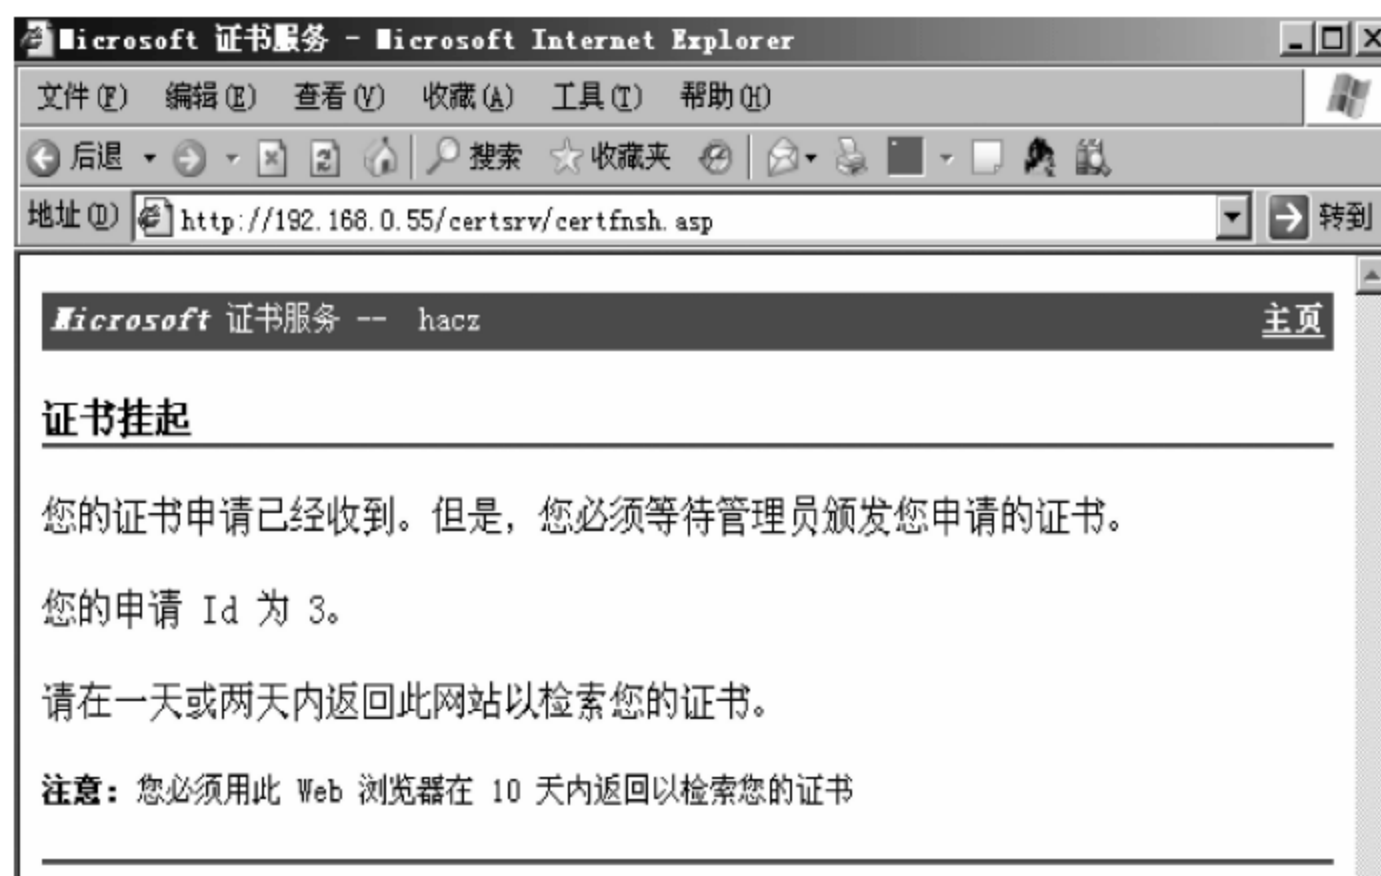 Microsoft 证书服务 - Microsoft Internet Explorer
文件(F) 编辑(E) 查看(V) 收藏(A) 工具(T) 帮助(H)
后退 搜索 收藏夹
地址(D) http://192.168.0.55/certsrv/certfnsh.asp 转到
Microsoft 证书服务 -- hacz 主页
证书挂起
您的证书申请已经收到。但是，您必须等待管理员颁发您申请的证书。
您的申请 Id 为 3。
请在一天或两天内返回此网站以检索您的证书。
注意：您必须用此 Web 浏览器在 10 天内返回以检索您的证书